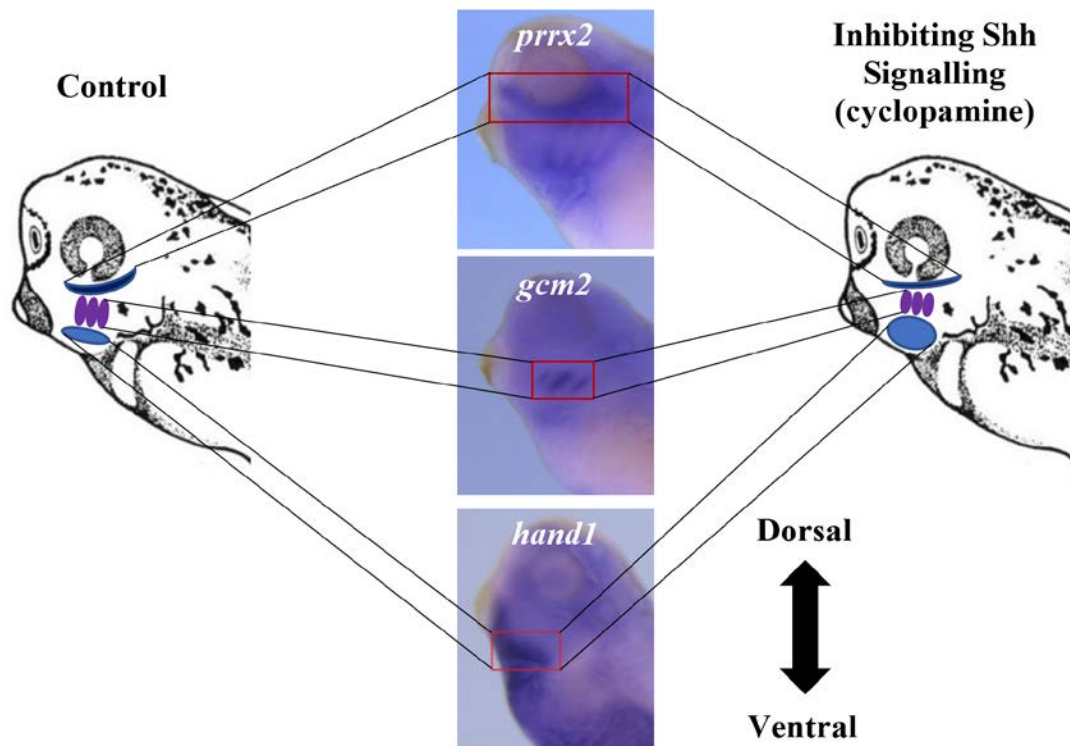 prrx2
Control
Inhibiting Shh
Signalling
(cyclopamine)
gcm2
hand1
Dorsal
Ventral